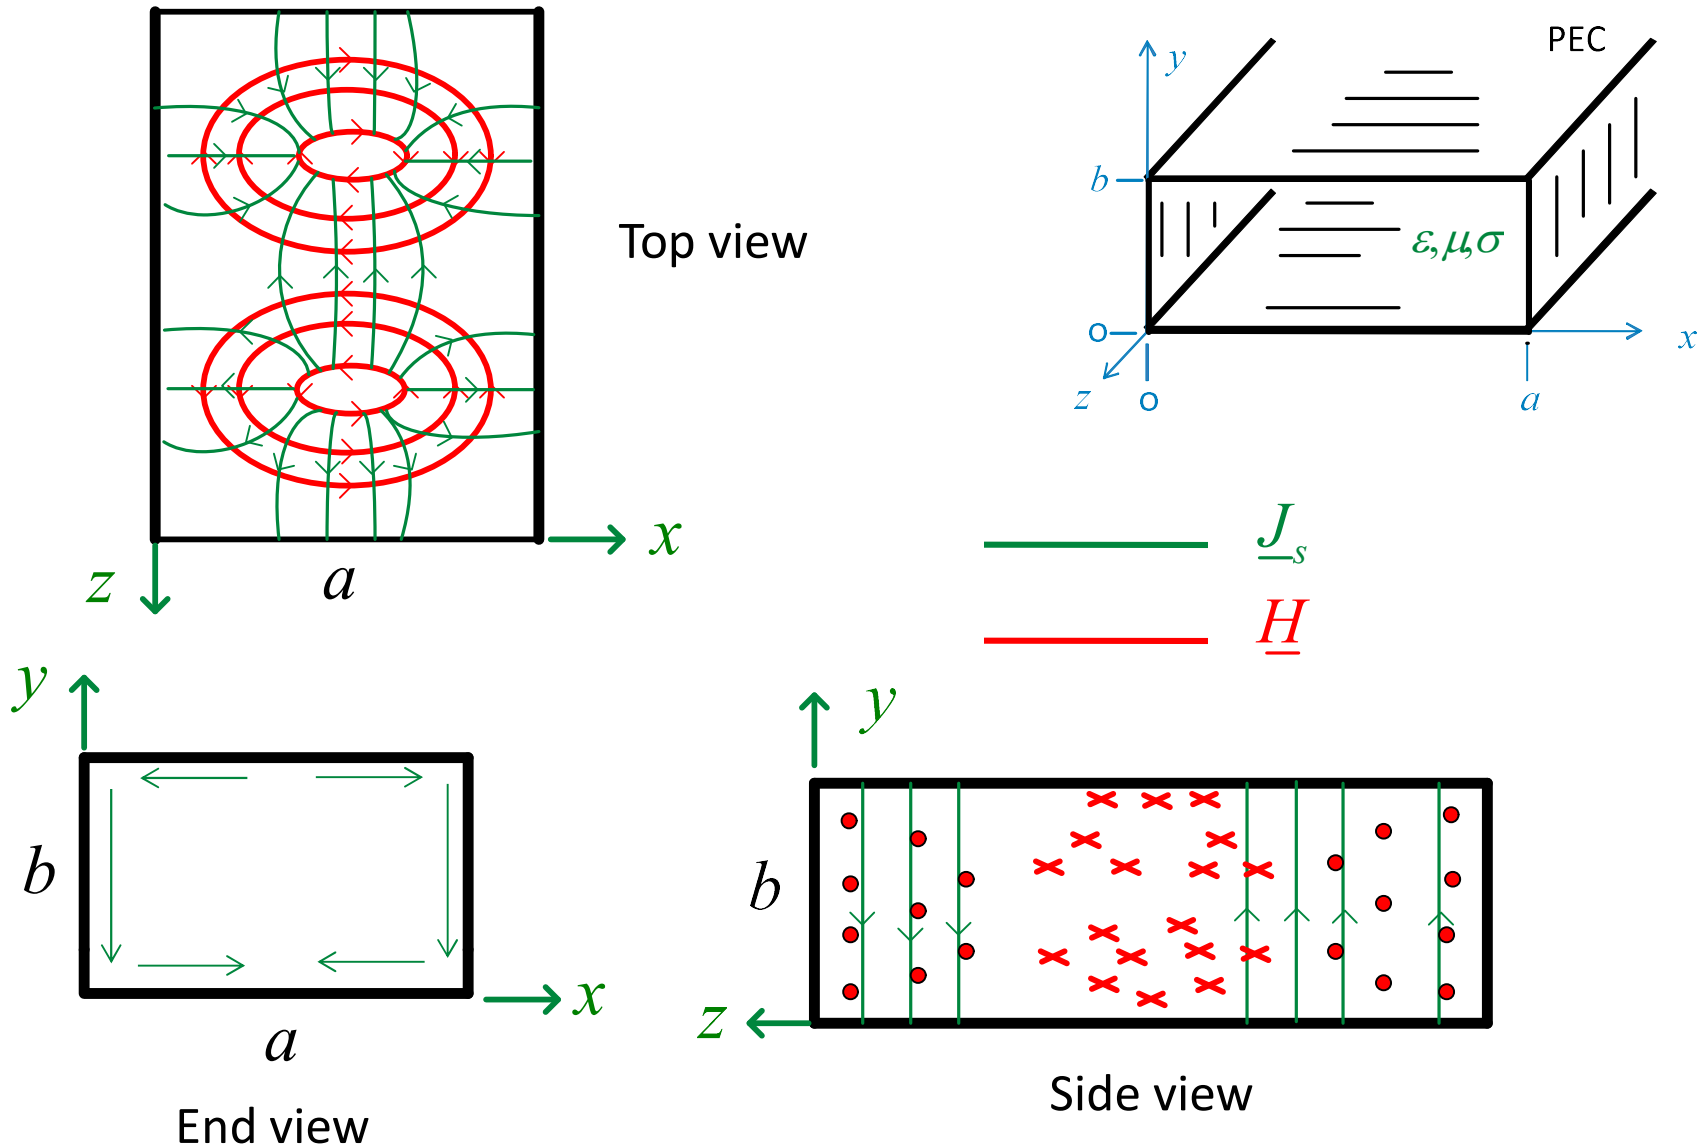 PEC
y
b
ε, μ, σ
o
x
z
o
a
Top view
x
z
a
J_s
H
y
b
x
a
End view
y
b
z
Side view